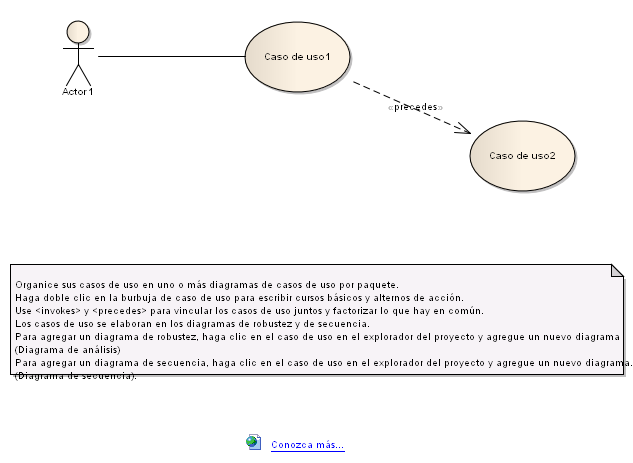 Caso de uso1
Actor1
«precedes»
Caso de uso2
Organice sus casos de uso en uno o más diagramas de casos de uso por paquete.
Haga doble clic en la burbuja de caso de uso para escribir cursos básicos y alternos de acción.
Use <invokes> y <precedes> para vincular los casos de uso juntos y factorizar lo que hay en común.
Los casos de uso se elaboran en los diagramas de robustez y de secuencia.
Para agregar un diagrama de robustez, haga clic en el caso de uso en el explorador del proyecto y agregue un nuevo diagrama
(Diagrama de análisis)
Para agregar un diagrama de secuencia, haga clic en el caso de uso en el explorador del proyecto y agregue un nuevo diagrama.
(Diagrama de secuencia).
Conozca más...